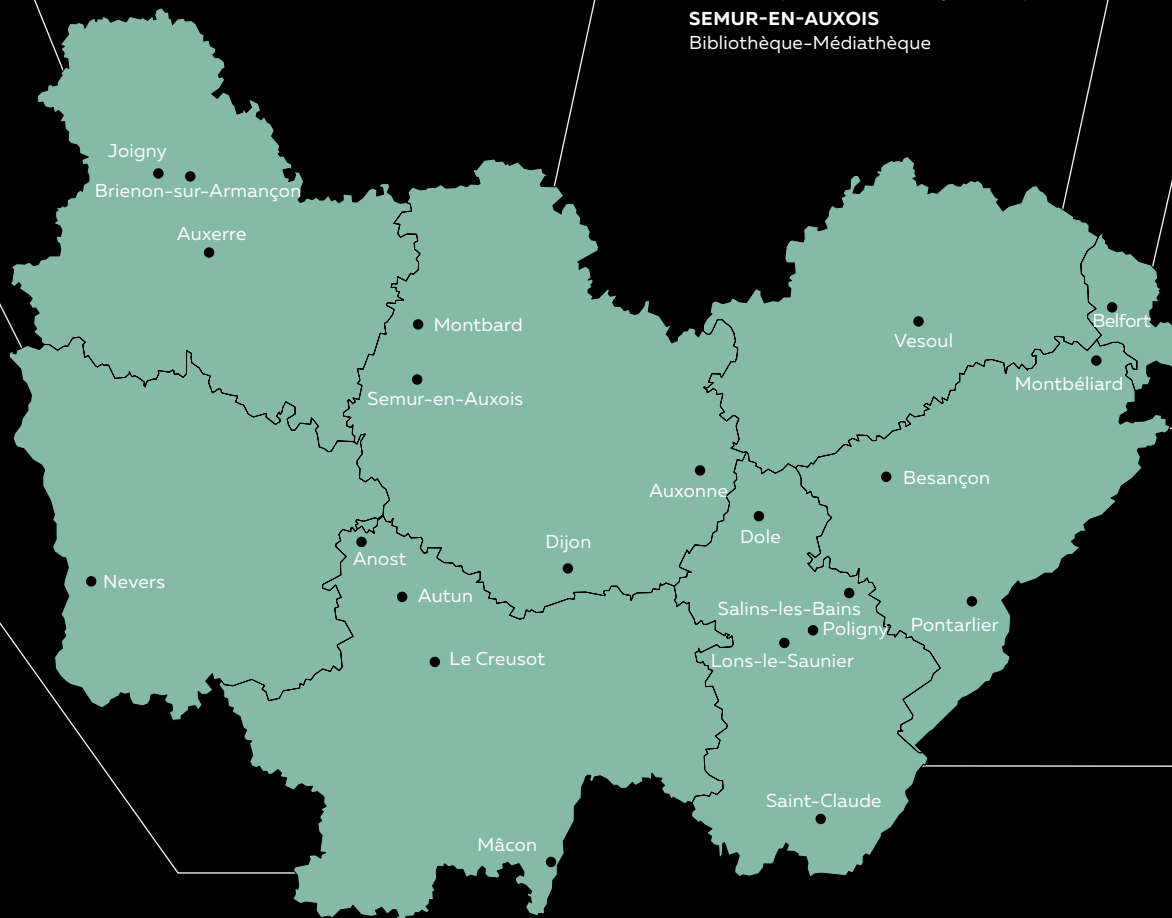 SEMUR-EN-AUXOIS
Bibliothèque-Médiathèque
Joigny
Brienon-sur-Armançon
Auxerre
Montbard
Belfort
Vesoul
Montbéliard
Semur-en-Auxois
Besançon
Auxonne
Dole
Dijon
Anost
Nevers
Autun
Salins-les-Bains
Pontarlier
Poligny
Le Creusot
Lons-le-Saunier
Saint-Claude
Mâcon